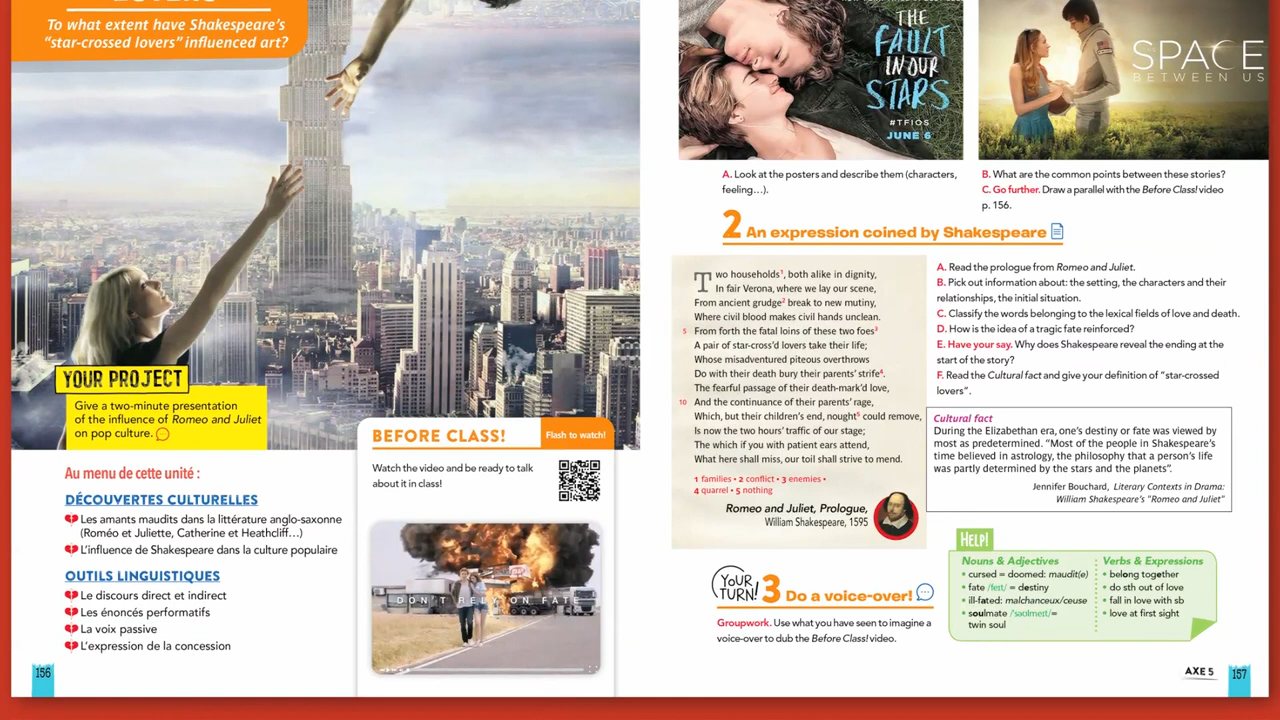 To what extent have Shakespeare's
"star-crossed lovers" influenced art?
YOUR PROJECT
Give a two-minute presentation
of the influence of Romeo and Juliet
on pop culture.
BEFORE CLASS!
Flash to watch!
Watch the video and be ready to talk
about it in class!
DON'T RELY ON FATE
Au menu de cette unité :
DÉCOUVERTES CULTURELLES
Les amants maudits dans la littérature anglo-saxonne
(Roméo et Juliette, Catherine et Heathcliff…)
L'influence de Shakespeare dans la culture populaire
OUTILS LINGUISTIQUES
Le discours direct et indirect
Les énoncés performatifs
La voix passive
L'expression de la concession
156
THE
FAULT
IN OUR
STARS
#TFIOS
JUNE 6
SPACE
BETWEEN US
A. Look at the posters and describe them (characters,
feeling…).
B. What are the common points between these stories?
C. Go further. Draw a parallel with the Before Class! video
p. 156.
2 An expression coined by Shakespeare
Two households1, both alike in dignity,
In fair Verona, where we lay our scene,
From ancient grudge2 break to new mutiny,
Where civil blood makes civil hands unclean.
5 From forth the fatal loins of these two foes3
A pair of star-cross'd lovers take their life;
Whose misadventured piteous overthrows
Do with their death bury their parents' strife4.
The fearful passage of their death-mark'd love,
10 And the continuance of their parents' rage,
Which, but their children's end, nought5 could remove,
Is now the two hours' traffic of our stage;
The which if you with patient ears attend,
What here shall miss, our toil shall strive to mend.
1 families • 2 conflict • 3 enemies •
4 quarrel • 5 nothing
Romeo and Juliet, Prologue,
William Shakespeare, 1595
A. Read the prologue from Romeo and Juliet.
B. Pick out information about: the setting, the characters and their
relationships, the initial situation.
C. Classify the words belonging to the lexical fields of love and death.
D. How is the idea of a tragic fate reinforced?
E. Have your say. Why does Shakespeare reveal the ending at the
start of the story?
F. Read the Cultural fact and give your definition of "star-crossed
lovers".
Cultural fact
During the Elizabethan era, one's destiny or fate was viewed by
most as predetermined. "Most of the people in Shakespeare's
time believed in astrology, the philosophy that a person's life
was partly determined by the stars and the planets".
Jennifer Bouchard, Literary Contexts in Drama:
William Shakespeare's "Romeo and Juliet"
YOUR TURN!
3 Do a voice-over!
Groupwork. Use what you have seen to imagine a
voice-over to dub the Before Class! video.
HELP!
Nouns & Adjectives
• cursed = doomed: maudit(e)
• fate /feɪt/ = destiny
• ill-fated: malchanceux/ceuse
• soulmate /ˈsəʊlmeɪt/=
twin soul
Verbs & Expressions
• belong together
• do sth out of love
• fall in love with sb
• love at first sight
AXE 5
157